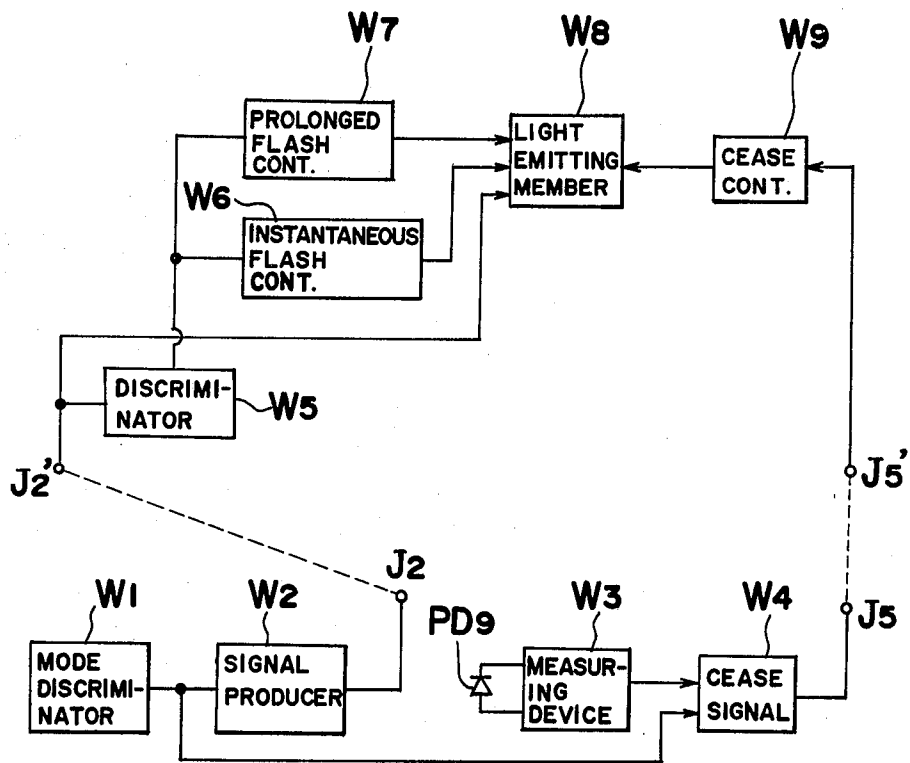 W7
W8
W9
PROLONGED
FLASH
CONT.
LIGHT
EMITTING
MEMBER
CEASE
CONT.
W6
INSTANTANEOUS
FLASH
CONT.
DISCRIMI-
NATOR
W5
J2'
J5'
J2
J5
W1
W2
PD9
W3
W4
MODE
DISCRIMI-
NATOR
SIGNAL
PRODUCER
MEASUR-
ING
DEVICE
CEASE
SIGNAL